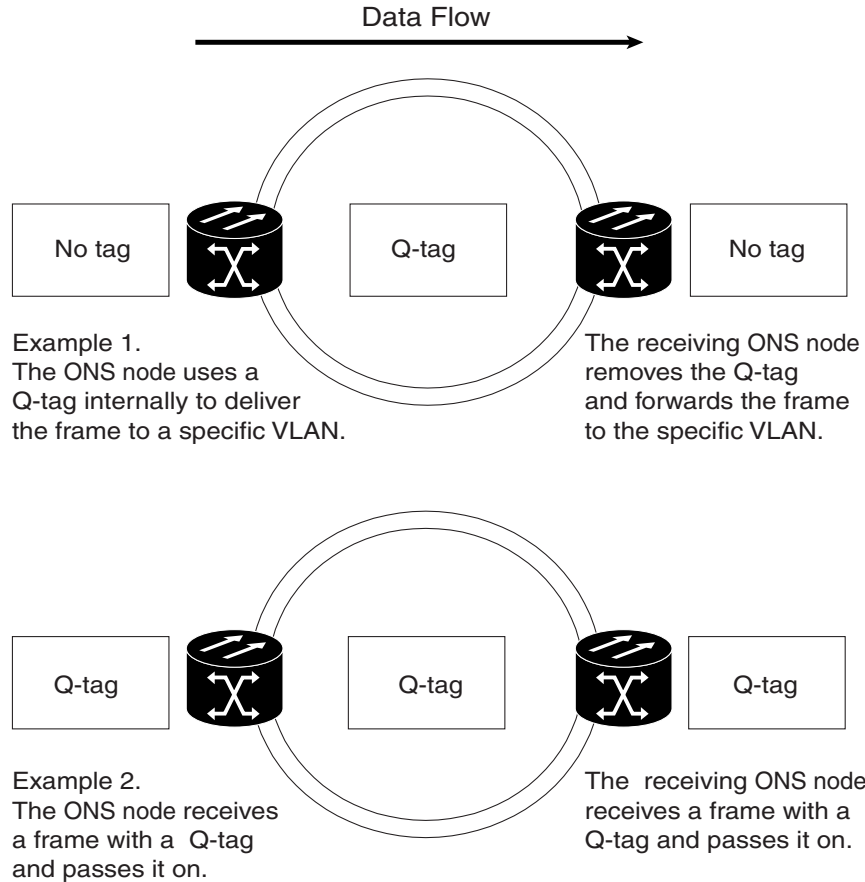 Data Flow
No tag
Q-tag
No tag
Example 1.
The ONS node uses a
Q-tag internally to deliver
the frame to a specific VLAN.
The receiving ONS node
removes the Q-tag
and forwards the frame
to the specific VLAN.
Q-tag
Q-tag
Q-tag
Example 2.
The ONS node receives
a frame with a Q-tag
and passes it on.
The receiving ONS node
receives a frame with a
Q-tag and passes it on.